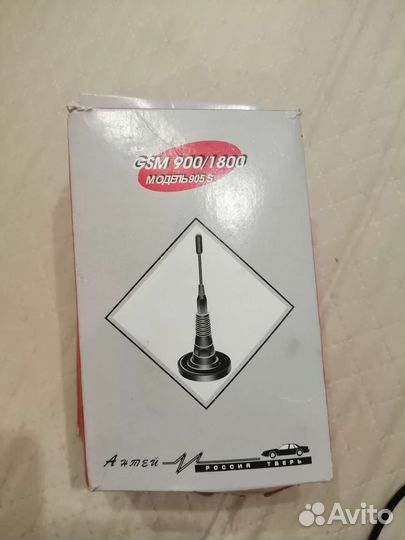 GSM 900/1800
МОДЕЛЬ 905 S
Антей
РОССИЯ ТВЕРЬ
Avito